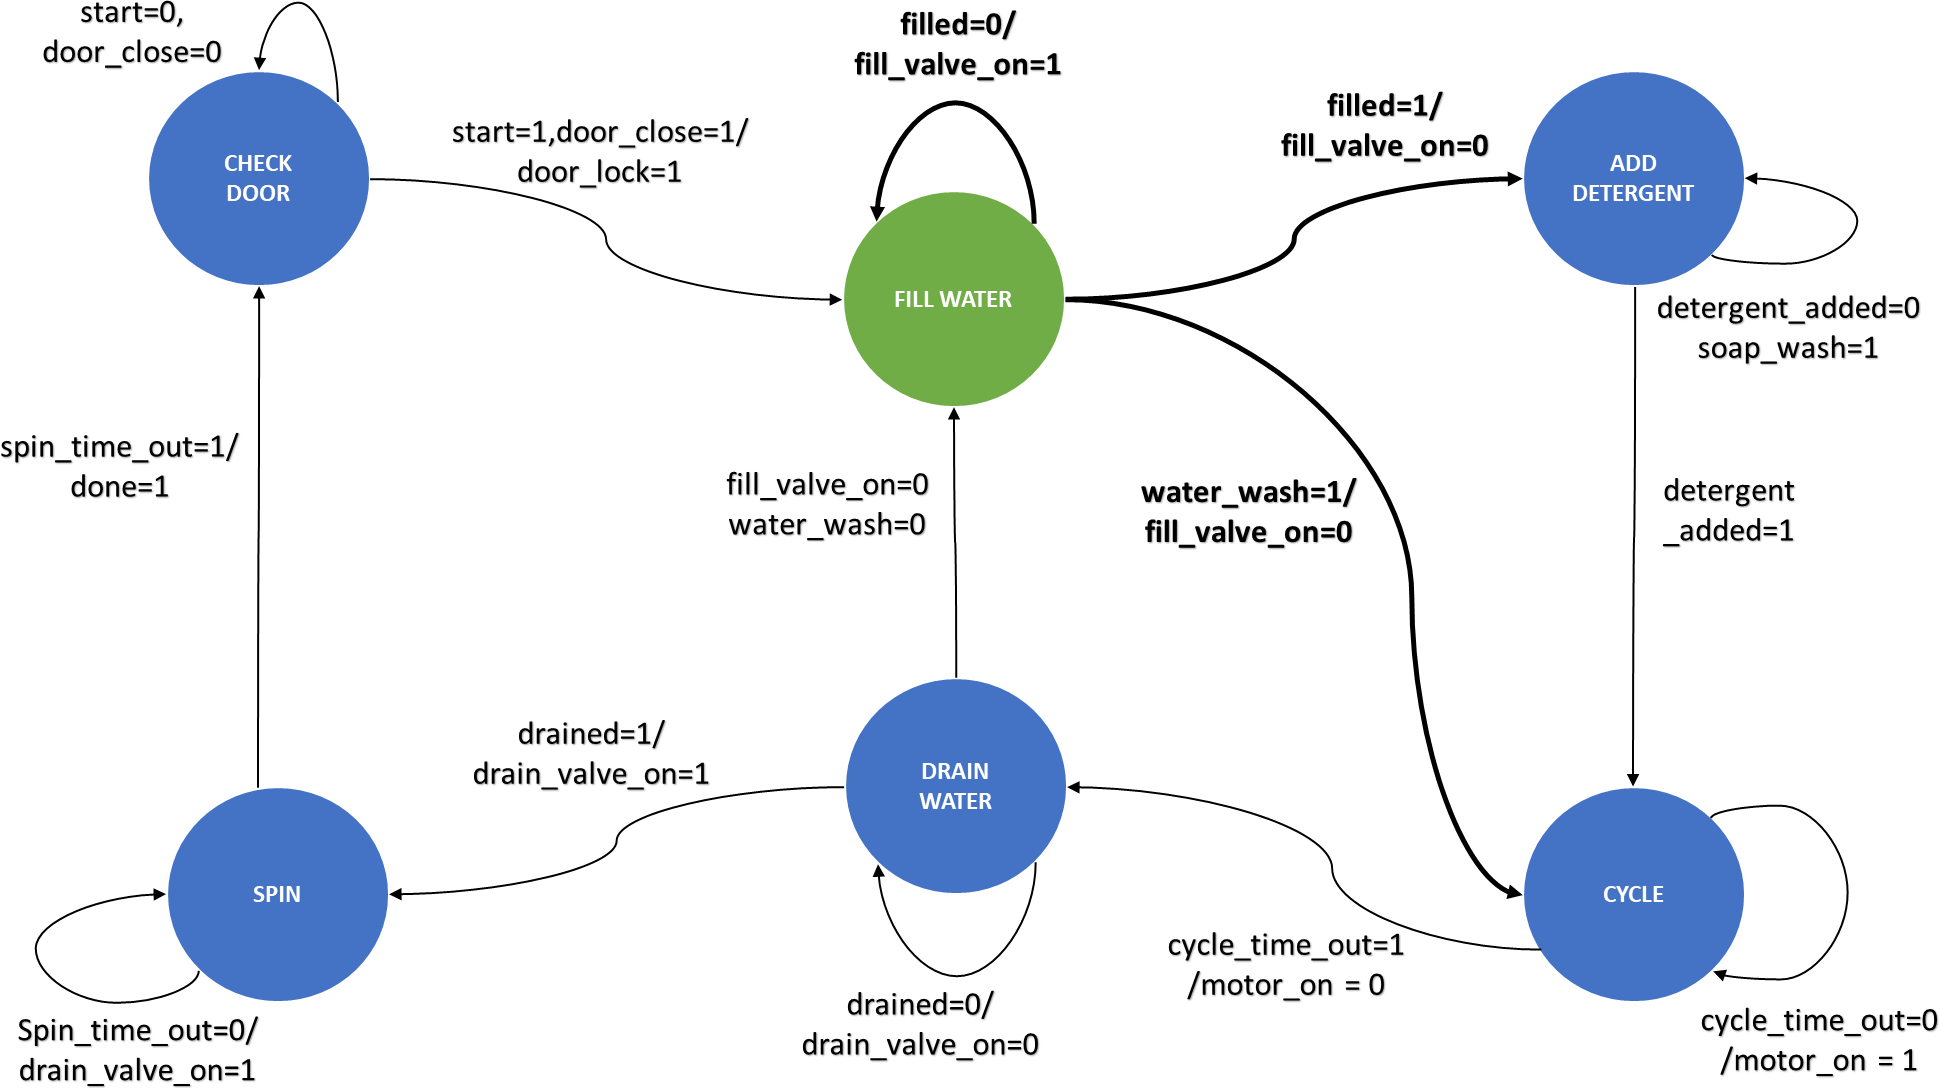 start=0,
door_close=0
filled=0/
fill_valve_on=1
filled=1/
fill_valve_on=0
start=1,door_close=1/
door_lock=1
CHECK
DOOR
ADD
DETERGENT
FILL WATER
detergent_added=0
soap_wash=1
spin_time_out=1/
done=1
fill_valve_on=0
water_wash=0
water_wash=1/
fill_valve_on=0
detergent
_added=1
drained=1/
drain_valve_on=1
DRAIN
WATER
SPIN
CYCLE
cycle_time_out=1
/motor_on = 0
drained=0/
drain_valve_on=0
Spin_time_out=0/
drain_valve_on=1
cycle_time_out=0
/motor_on = 1